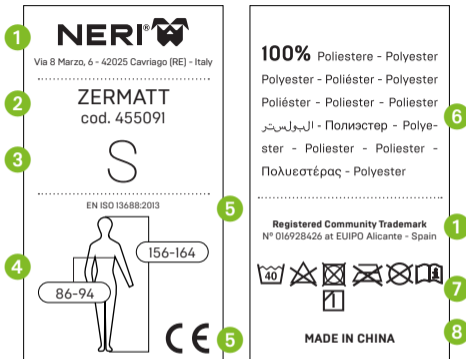 1
NERI®
Via 8 Marzo, 6 - 42025 Cavriago (RE) - Italy
2
ZERMATT
cod. 455091
3
S
EN ISO 13688:2013
5
4
156-164
86-94
CE
5
100% Poliestere - Polyester
Polyester - Poliéster - Polyester
Poliéster - Poliester - Poliester
البوليستر - Полиэстер - Polye-
ster - Poliester - Poliester -
Πολυεστέρας - Polyester
6
Registered Community Trademark
N° 016928426 at EUIPO Alicante - Spain
1
40
7
1
MADE IN CHINA
8